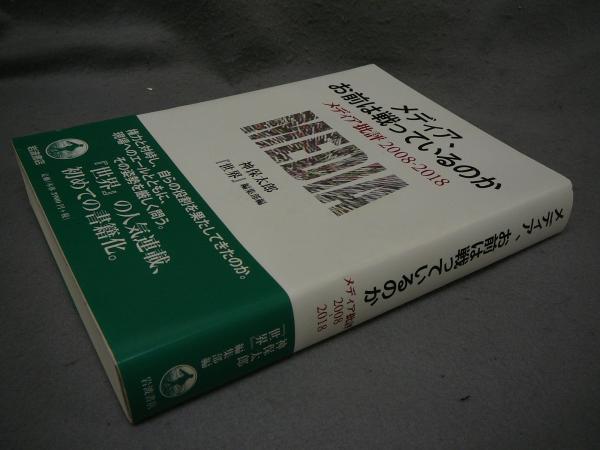 メディア、
お前は戦っているのか
メディア批評 2008-2018
神保太郎
『世界』編集部編
権力と対峙し、自らの役割を果たしてきたのか。
現場へのエールとともに、
その姿勢を厳しく問う。
『世界』の人気連載、
初めての書籍化。
岩波書店
メディア、お前は戦っているのか
メディア批評
2008
2018
神保太郎
『世界』編集部編
岩波書店